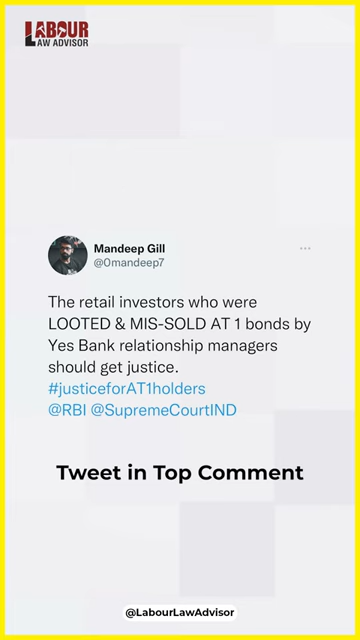 LABOUR
LAW ADVISOR
Mandeep Gill
@0mandeep7
The retail investors who were
LOOTED & MIS-SOLD AT 1 bonds by
Yes Bank relationship managers
should get justice.
#justiceforAT1holders
@RBI @SupremeCourtIND
Tweet in Top Comment
@LabourLawAdvisor